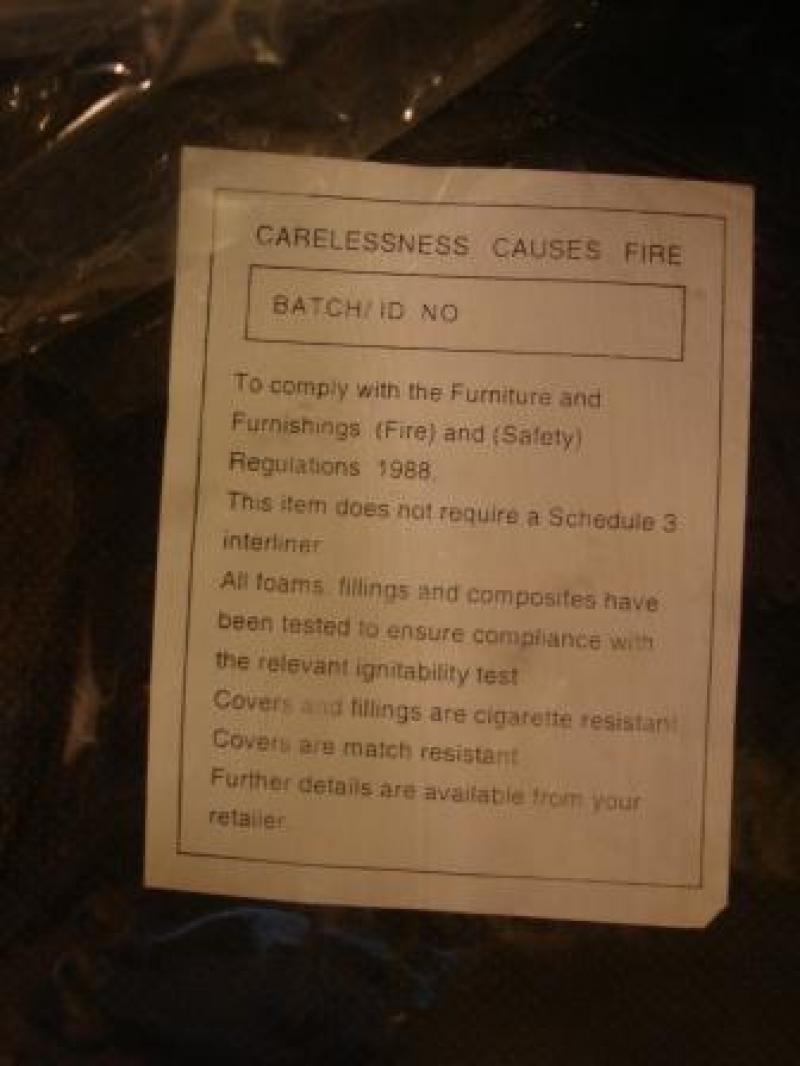 CARELESSNESS CAUSES FIRE
BATCH/ ID NO
To comply with the Furniture and
Furnishings (Fire) and (Safety)
Regulations 1988.
This item does not require a Schedule 3
interliner
All foams, fillings and composites have
been tested to ensure compliance with
the relevant ignitability test
Covers and fillings are cigarette resistant
Covers are match resistant
Further details are available from your
retailer